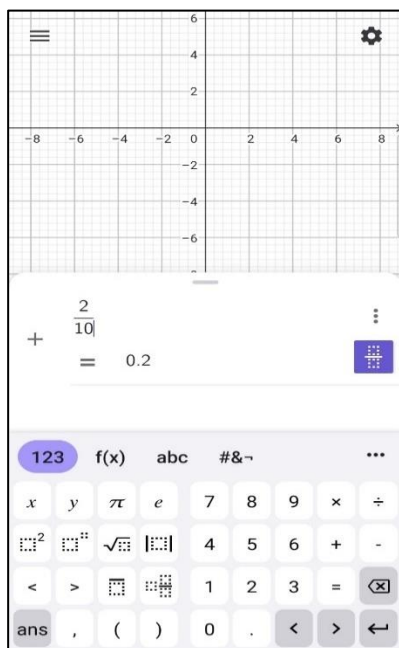 6
4
2
-8 -6 -4 -2 0 2 4 6 8
-2
-4
-6
2
10
+
= 0.2
123 f(x) abc #&¬ •••
x y π e 7 8 9 × ÷
2 √ | | 4 5 6 + -
< > 1 2 3 =
ans , ( ) 0 . < >